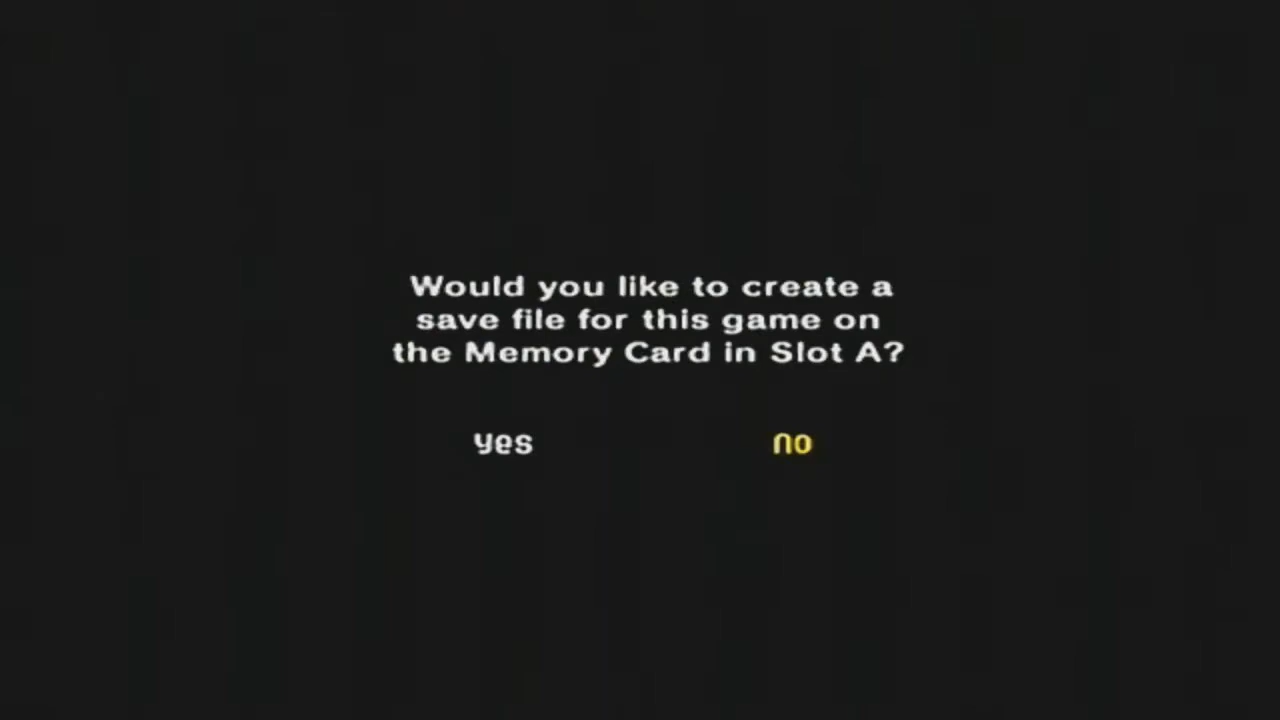 Would you like to create a
save file for this game on
the Memory Card in Slot A?
yes no